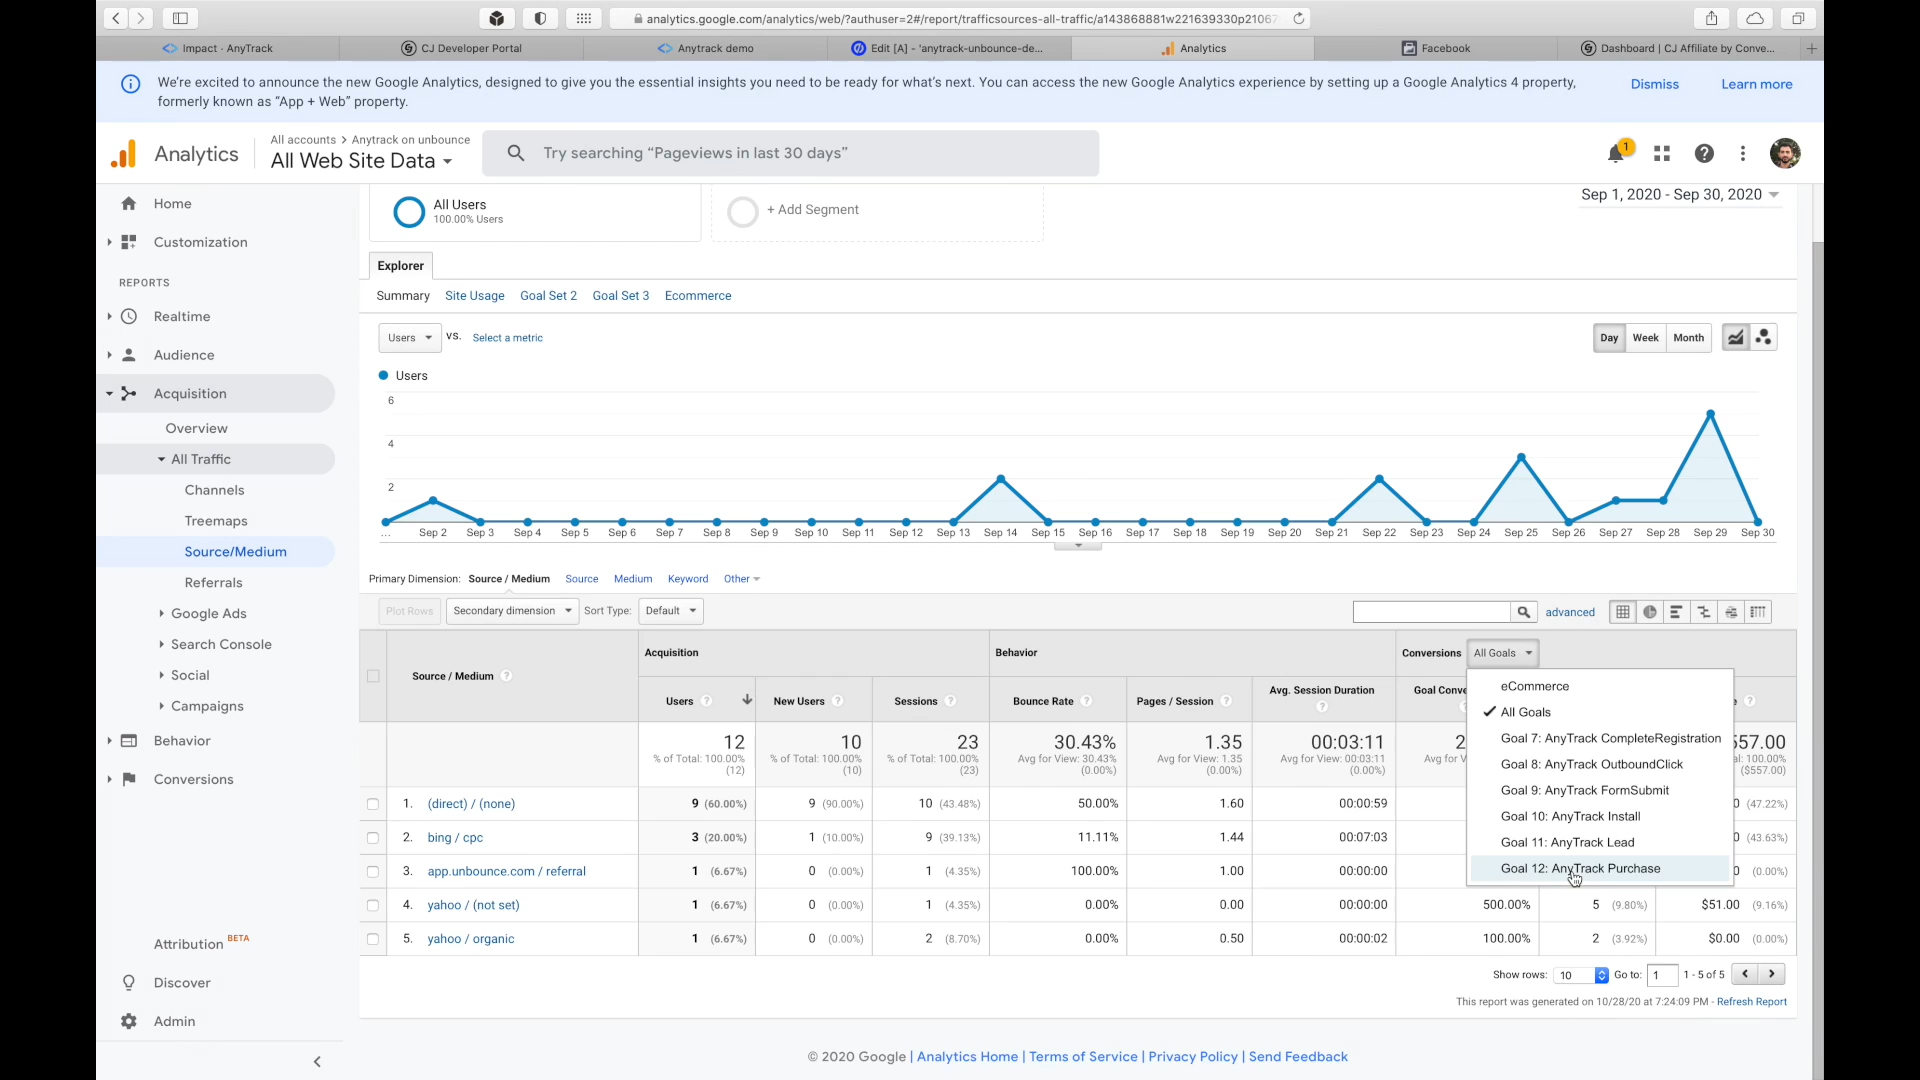 analytics.google.com/analytics/web/?authuser=2#/report/trafficsources-all-traffic/a143868881w221639330p21067
Impact · AnyTrack
CJ Developer Portal
Anytrack demo
Edit [A] - 'anytrack-unbounce-de...
Analytics
Facebook
Dashboard | CJ Affiliate by Conve...
We're excited to announce the new Google Analytics, designed to give you the essential insights you need to be ready for what's next. You can access the new Google Analytics experience by setting up a Google Analytics 4 property,
formerly known as "App + Web" property.
Dismiss
Learn more
Analytics
All accounts > Anytrack on unbounce
All Web Site Data
Try searching "Pageviews in last 30 days"
1
Home
Customization
REPORTS
Realtime
Audience
Acquisition
Overview
All Traffic
Channels
Treemaps
Source/Medium
Referrals
Google Ads
Search Console
Social
Campaigns
Behavior
Conversions
Attribution BETA
Discover
Admin
All Users
100.00% Users
+ Add Segment
Sep 1, 2020 - Sep 30, 2020
Explorer
Summary Site Usage Goal Set 2 Goal Set 3 Ecommerce
Users vs. Select a metric
Day Week Month
Users
6
4
2
... Sep 2 Sep 3 Sep 4 Sep 5 Sep 6 Sep 7 Sep 8 Sep 9 Sep 10 Sep 11 Sep 12 Sep 13 Sep 14 Sep 15 Sep 16 Sep 17 Sep 18 Sep 19 Sep 20 Sep 21 Sep 22 Sep 23 Sep 24 Sep 25 Sep 26 Sep 27 Sep 28 Sep 29 Sep 30
Primary Dimension: Source / Medium Source Medium Keyword Other
Plot Rows Secondary dimension Sort Type: Default
advanced
Source / Medium
Acquisition
Behavior
Conversions All Goals
Users New Users Sessions Bounce Rate Pages / Session Avg. Session Duration Goal Conve
eCommerce
All Goals
Goal 7: AnyTrack CompleteRegistration
Goal 8: AnyTrack OutboundClick
Goal 9: AnyTrack FormSubmit
Goal 10: AnyTrack Install
Goal 11: AnyTrack Lead
Goal 12: AnyTrack Purchase
12 10 23 30.43% 1.35 00:03:11 2 557.00
% of Total: 100.00% % of Total: 100.00% % of Total: 100.00% Avg for View: 30.43% Avg for View: 1.35 Avg for View: 00:03:11 Avg for V al: 100.00%
(12) (10) (23) (0.00%) (0.00%) (0.00%) ($557.00)
1. (direct) / (none) 9 (60.00%) 9 (90.00%) 10 (43.48%) 50.00% 1.60 00:00:59 0 (47.22%)
2. bing / cpc 3 (20.00%) 1 (10.00%) 9 (39.13%) 11.11% 1.44 00:07:03 0 (43.63%)
3. app.unbounce.com / referral 1 (6.67%) 0 (0.00%) 1 (4.35%) 100.00% 1.00 00:00:00 0 (0.00%)
4. yahoo / (not set) 1 (6.67%) 0 (0.00%) 1 (4.35%) 0.00% 0.00 00:00:00 500.00% 5 (9.80%) $51.00 (9.16%)
5. yahoo / organic 1 (6.67%) 0 (0.00%) 2 (8.70%) 0.00% 0.50 00:00:02 100.00% 2 (3.92%) $0.00 (0.00%)
Show rows: 10 Go to: 1 1 - 5 of 5
This report was generated on 10/28/20 at 7:24:09 PM - Refresh Report
© 2020 Google | Analytics Home | Terms of Service | Privacy Policy | Send Feedback